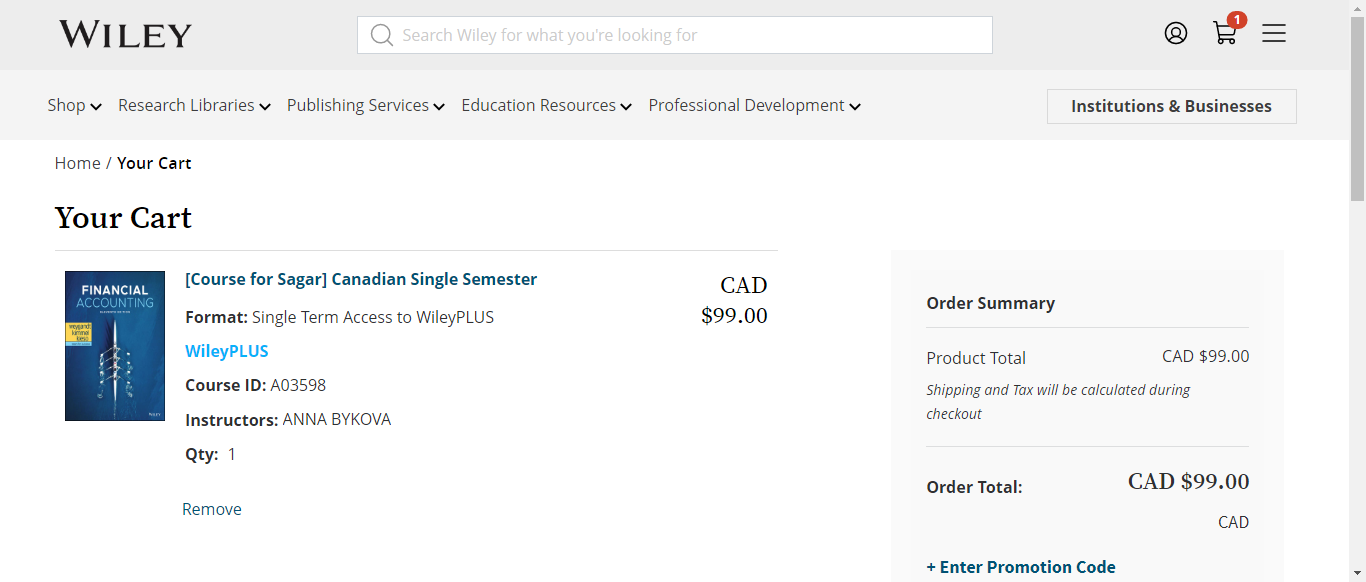 WILEY
Search Wiley for what you're looking for
1
Shop
Research Libraries
Publishing Services
Education Resources
Professional Development
Institutions & Businesses
Home / Your Cart
Your Cart
FINANCIAL
ACCOUNTING
[Course for Sagar] Canadian Single Semester
Format: Single Term Access to WileyPLUS
WileyPLUS
Course ID: A03598
Instructors: ANNA BYKOVA
Qty: 1
Remove
CAD
$99.00
Order Summary
Product Total CAD $99.00
Shipping and Tax will be calculated during
checkout
Order Total: CAD $99.00
CAD
+ Enter Promotion Code